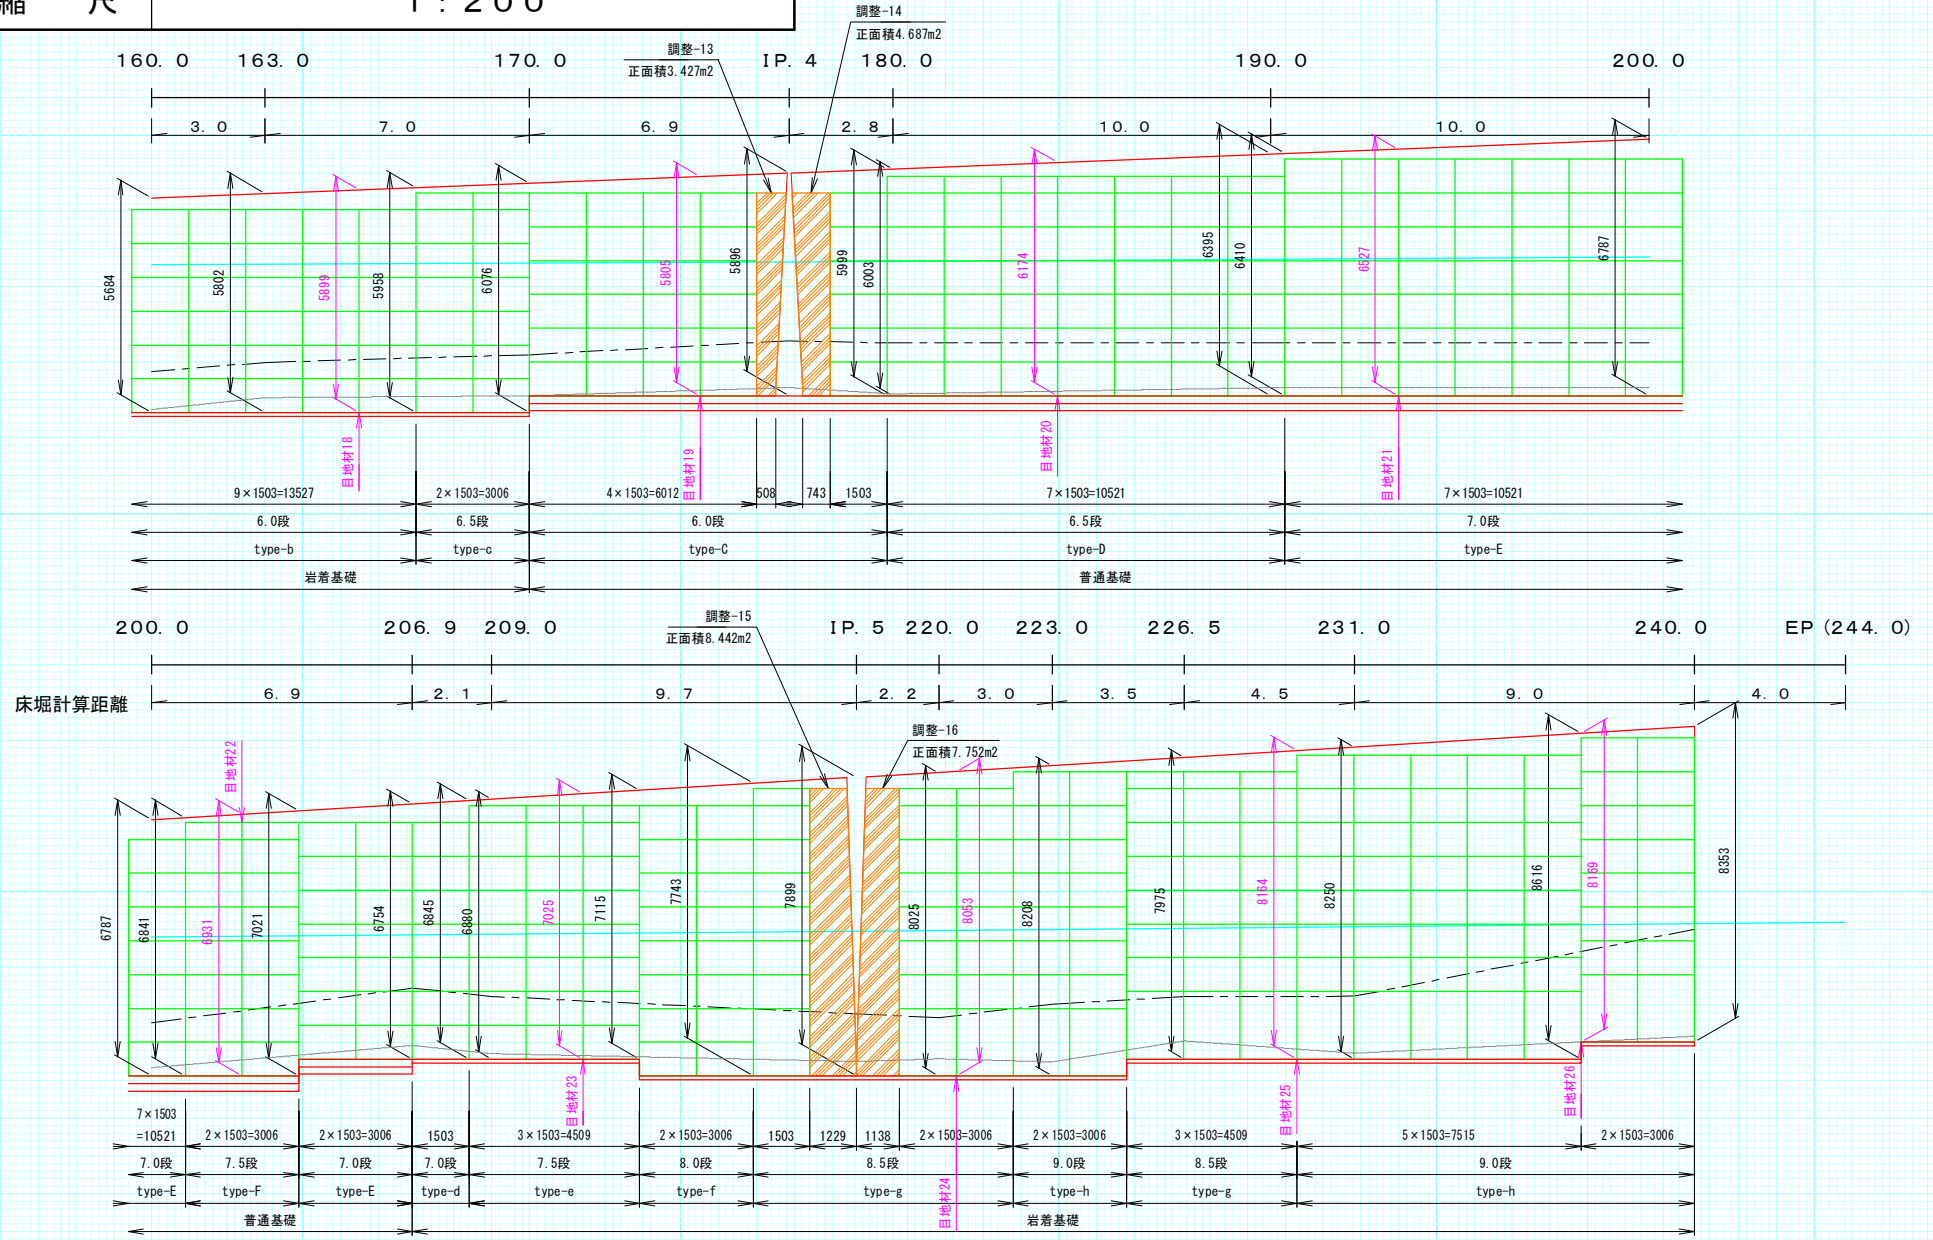 縮 尺 1：200
調整-14
正面積4.687m2
調整-13
正面積3.427m2
160.0 163.0 170.0 IP.4 180.0 190.0 200.0
3.0 7.0 6.9 2.8 10.0 10.0
5684 5802 5899 5958 6076 5805 5896 5999 6003 6174 6395 6410 6527 6787
目地材18 目地材19 目地材20 目地材21
9×1503=13527 2×1503=3006 4×1503=6012 508 743 1503 7×1503=10521 7×1503=10521
6.0段 6.5段 6.0段 6.5段 7.0段
type-b type-c type-C type-D type-E
岩着基礎 普通基礎
調整-15
正面積8.442m2
200.0 206.9 209.0 IP.5 220.0 223.0 226.5 231.0 240.0 EP(244.0)
床堀計算距離 6.9 2.1 9.7 2.2 3.0 3.5 4.5 9.0 4.0
調整-16
正面積7.752m2
目地材22
6787 6841 6931 7021 6754 6845 6880 7025 7115 7743 7899 8025 8053 8208 7975 8164 8250 8616 8169 8353
目地材23 目地材24 目地材25 目地材26
7×1503
=10521 2×1503=3006 2×1503=3006 1503 3×1503=4509 2×1503=3006 1503 1229 1138 2×1503=3006 2×1503=3006 3×1503=4509 5×1503=7515 2×1503=3006
7.0段 7.5段 7.0段 7.0段 7.5段 8.0段 8.5段 9.0段 8.5段 9.0段
type-E type-F type-E type-d type-e type-f type-g type-h type-g type-h
普通基礎 岩着基礎